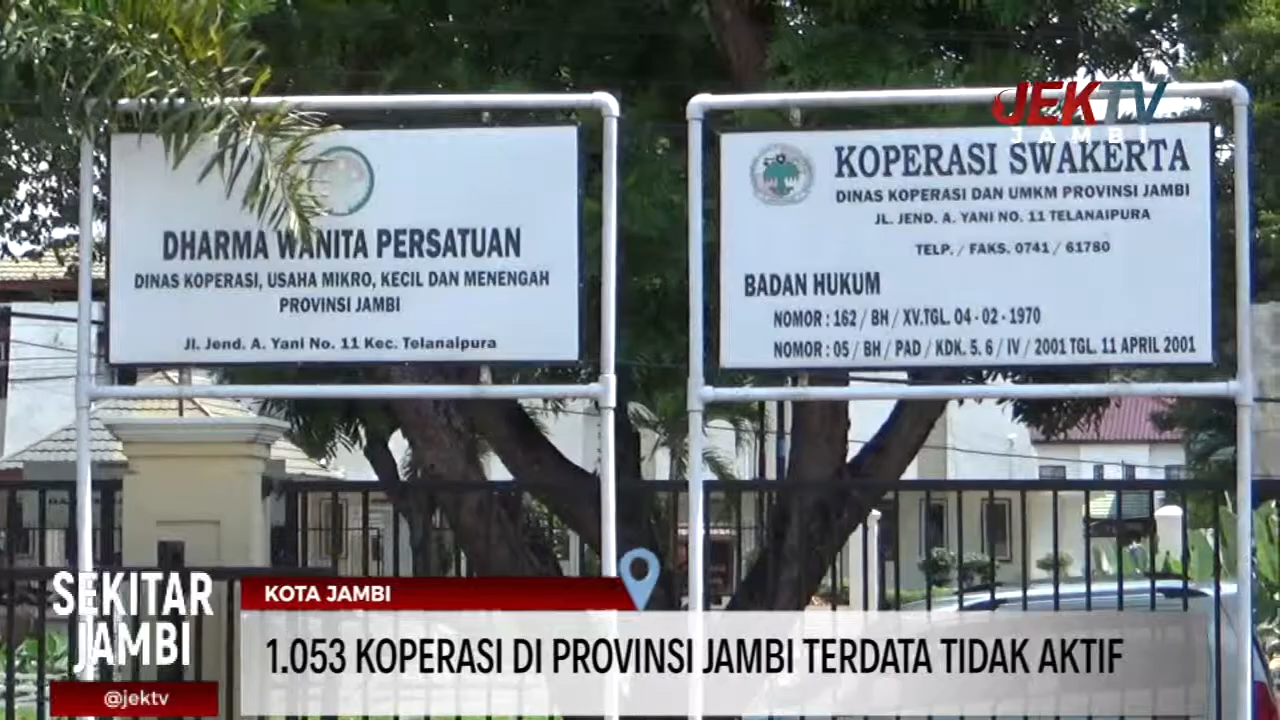 JEKTV
JAMBI
DHARMA WANITA PERSATUAN
DINAS KOPERASI, USAHA MIKRO, KECIL DAN MENENGAH
PROVINSI JAMBI
Jl. Jend. A. Yani No. 11 Kec. Telanaipura
KOPERASI SWAKERTA
DINAS KOPERASI DAN UMKM PROVINSI JAMBI
JL. JEND. A. YANI NO. 11 TELANAIPURA
TELP. / FAKS. 0741 / 61780
BADAN HUKUM
NOMOR : 162 / BH / XV.TGL. 04 - 02 - 1970
NOMOR : 05 / BH / PAD / KDK. 5. 6 / IV / 2001 TGL. 11 APRIL 2001
SEKITAR
JAMBI
@jektv
KOTA JAMBI
1.053 KOPERASI DI PROVINSI JAMBI TERDATA TIDAK AKTIF